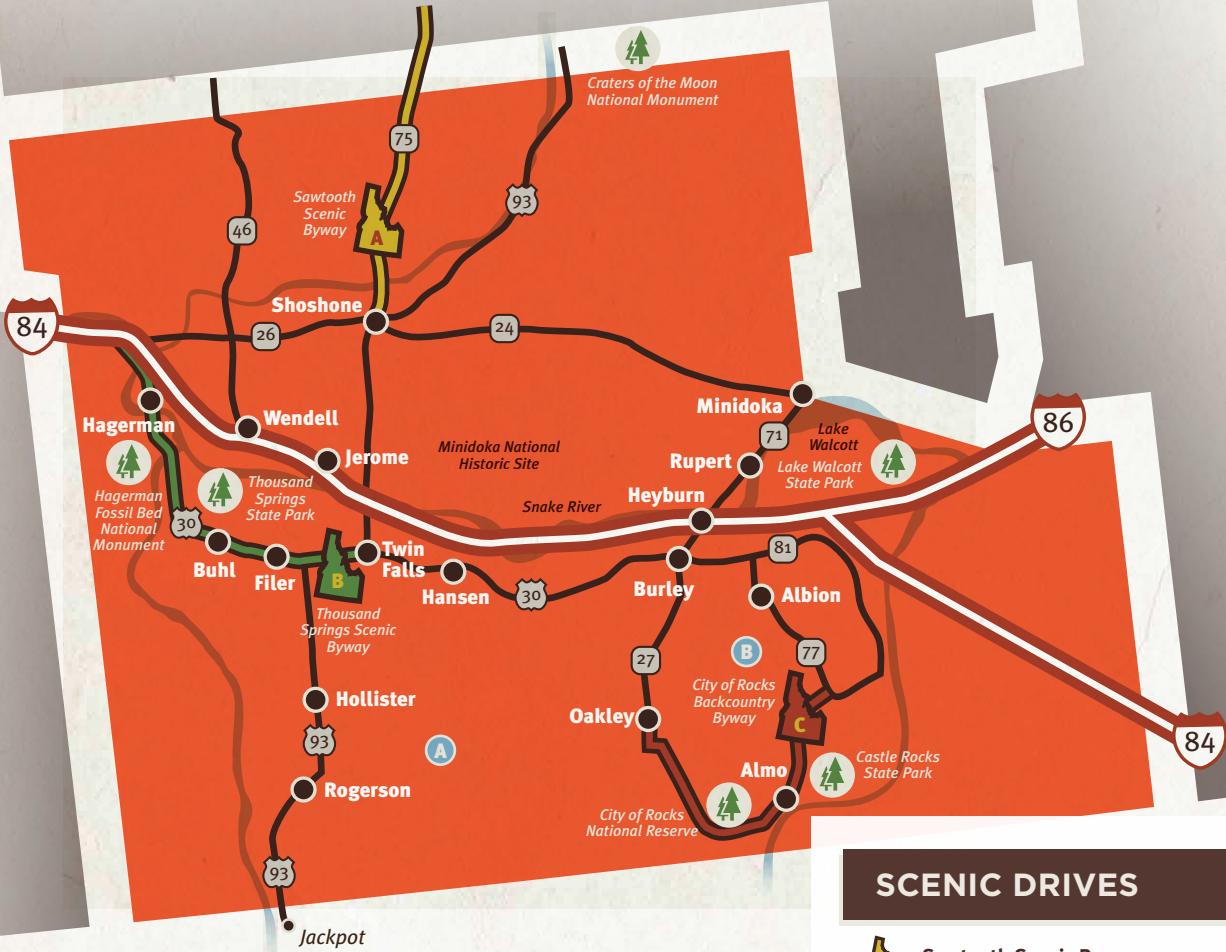 Craters of the Moon
National Monument
75
Sawtooth
Scenic
Byway
93
A
46
Shoshone
84
26
24
Minidoka
86
Hagerman
Wendell
Jerome
Minidoka National
Historic Site
71
Lake
Walcott
Rupert
Lake Walcott
State Park
Hagerman
Fossil Bed
National
Monument
Thousand
Springs
State Park
Heyburn
Snake River
30
Buhl
Filer
B
Twin
Falls
Hansen
30
Burley
81
Albion
Thousand
Springs Scenic
Byway
27
B
77
City of Rocks
Backcountry
Byway
C
Hollister
Oakley
93
A
84
Rogerson
Almo
Castle Rocks
State Park
City of Rocks
National Reserve
93
Jackpot
SCENIC DRIVES